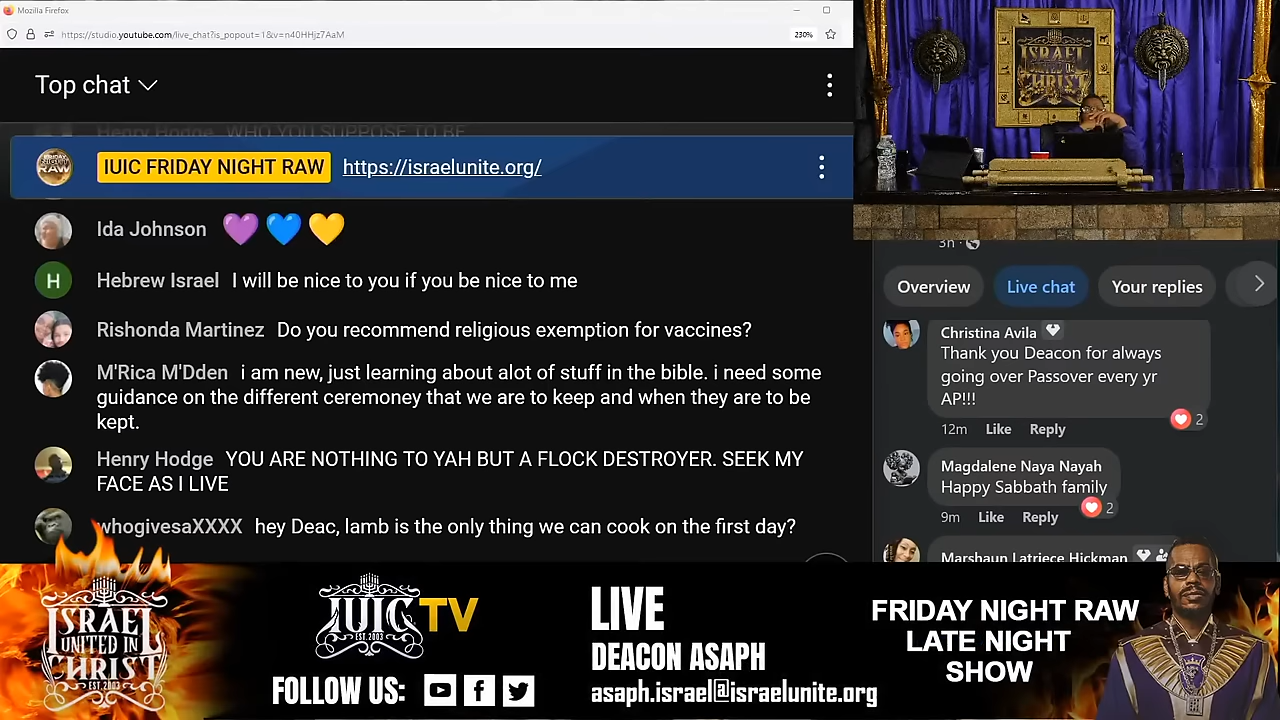 Mozilla Firefox
https://studio.youtube.com/live_chat?is_popout=1&v=n40HHjz7AaM
230%
Top chat
Henry Hodge WHO YOU SUPPOSE TO BE
IUIC FRIDAY NIGHT RAW https://israelunite.org/
Ida Johnson
H
Hebrew Israel I will be nice to you if you be nice to me
Rishonda Martinez Do you recommend religious exemption for vaccines?
M'Rica M'Dden i am new, just learning about alot of stuff in the bible. i need some
guidance on the different ceremoney that we are to keep and when they are to be
kept.
Henry Hodge YOU ARE NOTHING TO YAH BUT A FLOCK DESTROYER. SEEK MY
FACE AS I LIVE
whogivesaXXXX hey Deac, lamb is the only thing we can cook on the first day?
ISRAEL
UNITED IN
CHRIST
3h
Overview
Live chat
Your replies
Christina Avila
Thank you Deacon for always
going over Passover every yr
AP!!!
2
12m Like Reply
Magdalene Naya Nayah
Happy Sabbath family
2
9m Like Reply
Marshaun Latriece Hickman
ISRAEL
UNITED IN
CHRIST
EST. 2003
IUIC TV
EST. 2003
FOLLOW US:
LIVE
DEACON ASAPH
asaph.israel@israelunite.org
FRIDAY NIGHT RAW
LATE NIGHT
SHOW